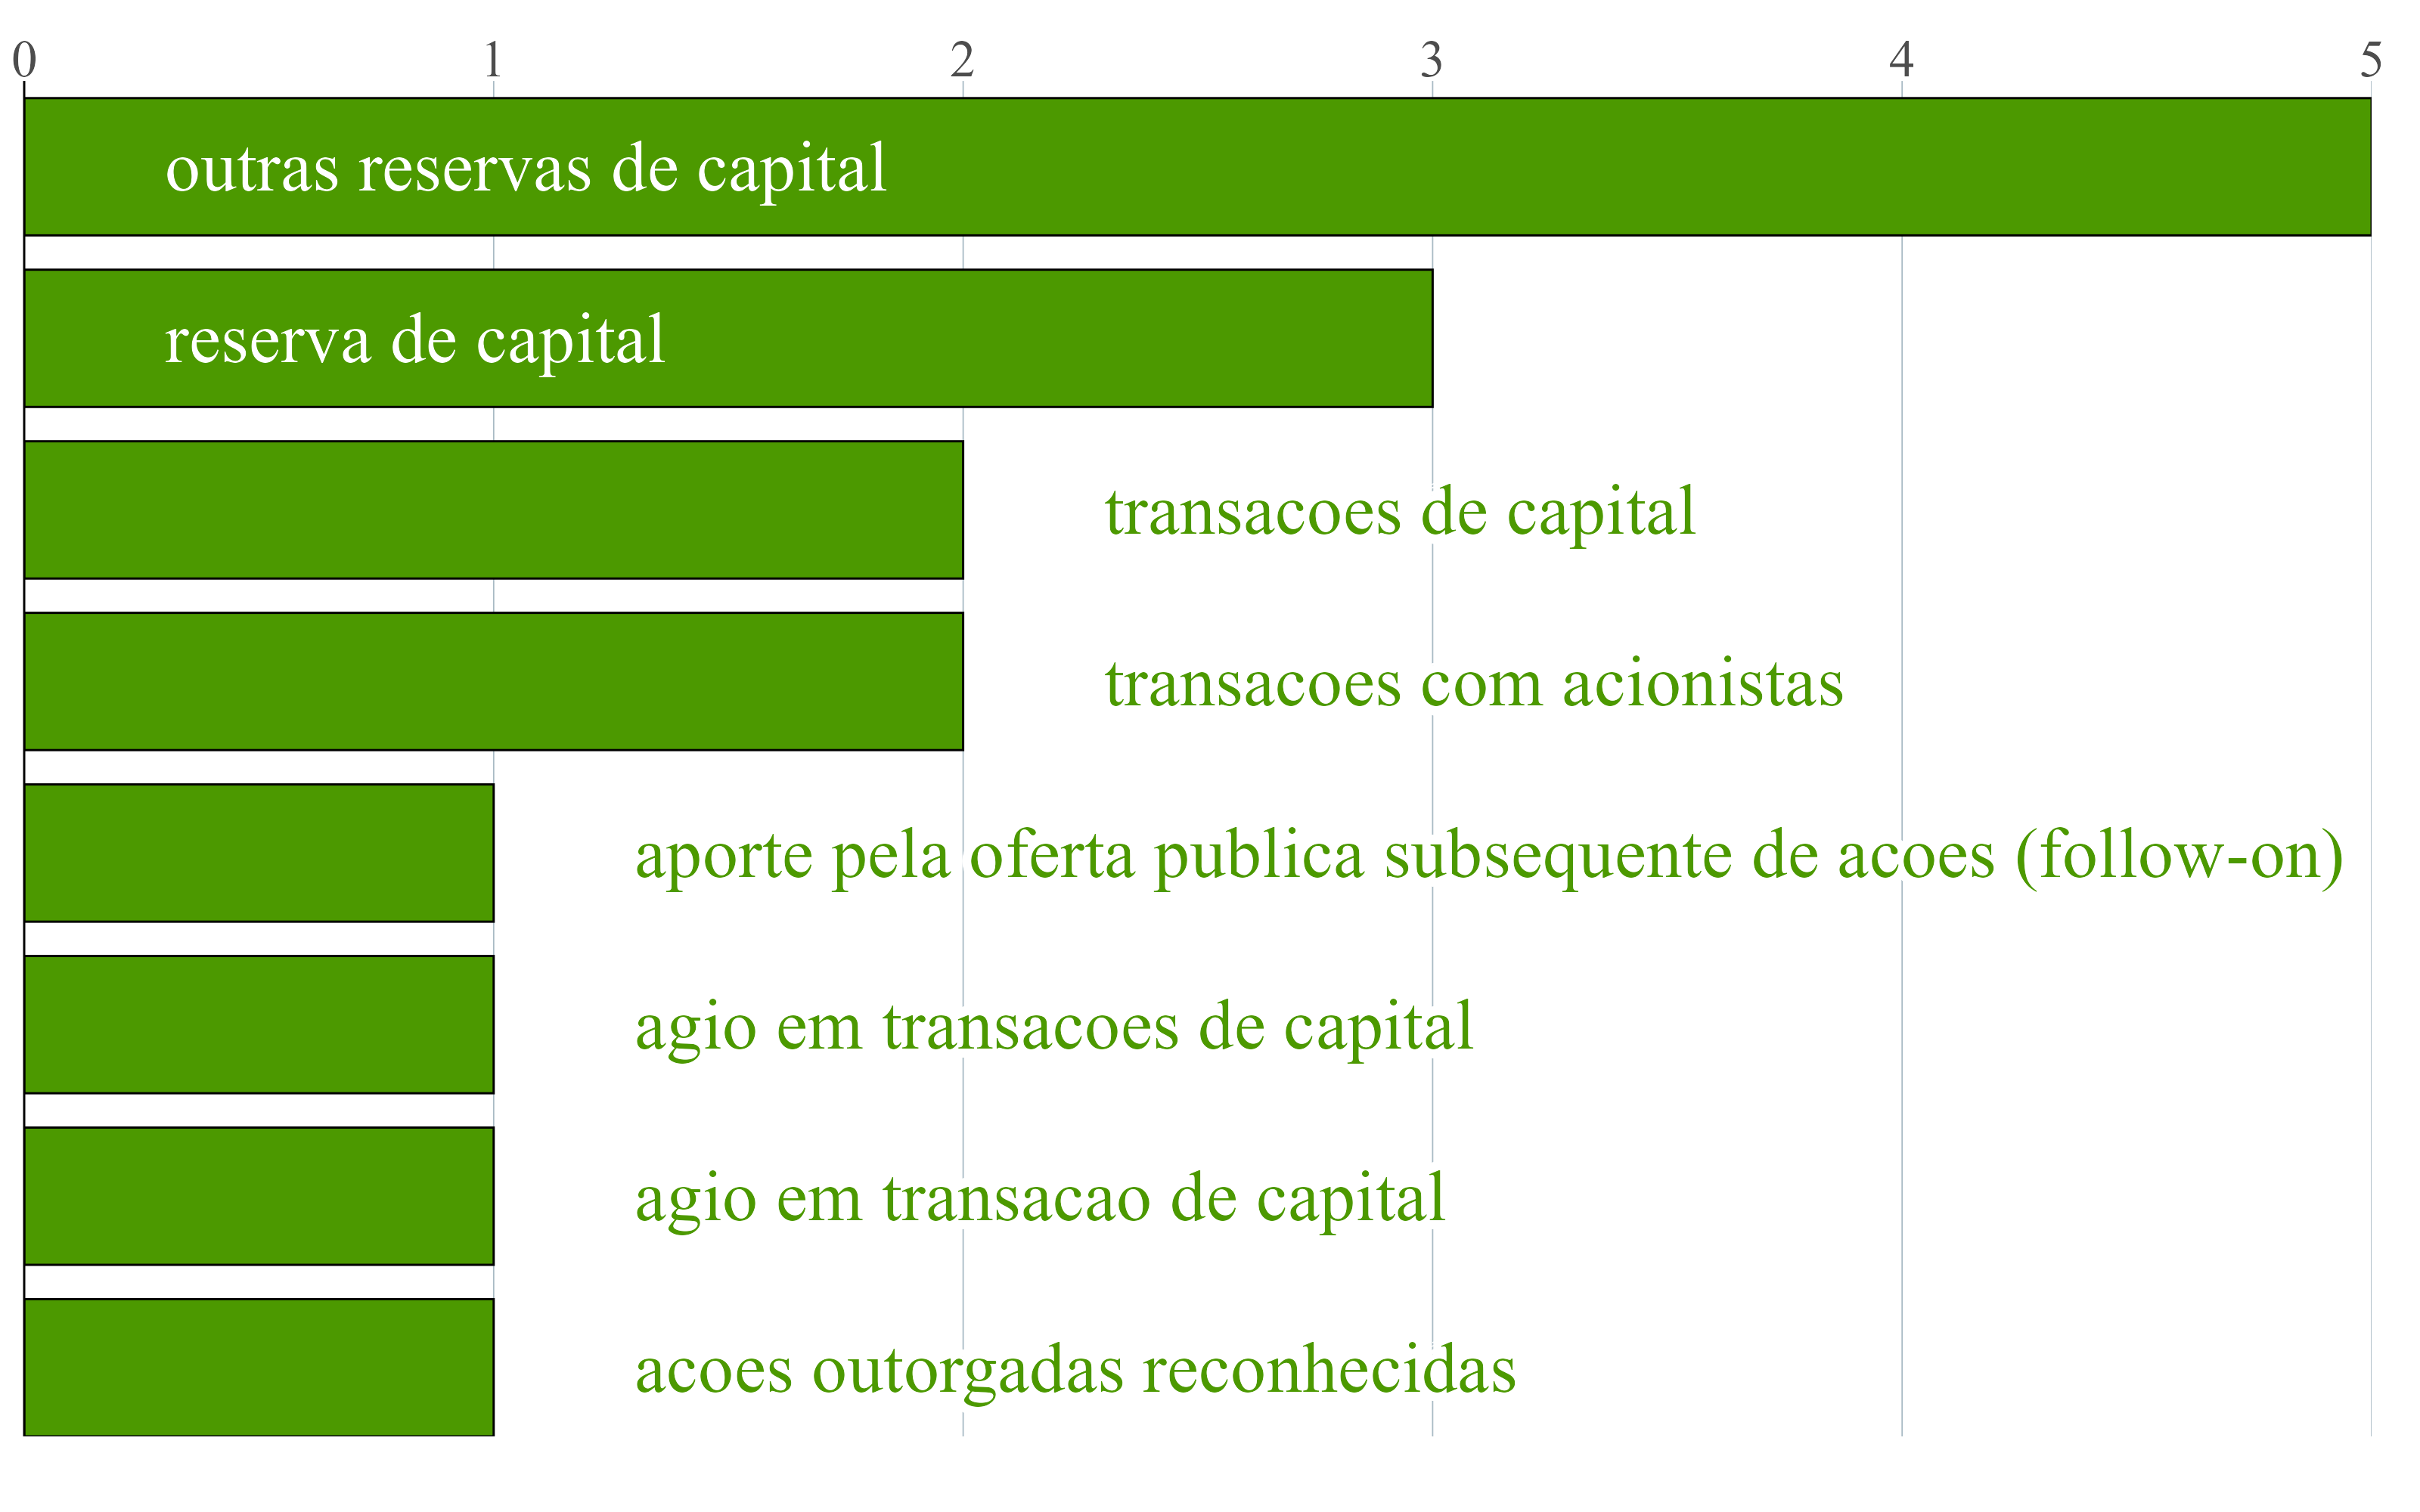 0 1 2 3 4 5
outras reservas de capital
reserva de capital
transacoes de capital
transacoes com acionistas
aporte pela oferta publica subsequente de acoes (follow-on)
agio em transacoes de capital
agio em transacao de capital
acoes outorgadas reconhecidas